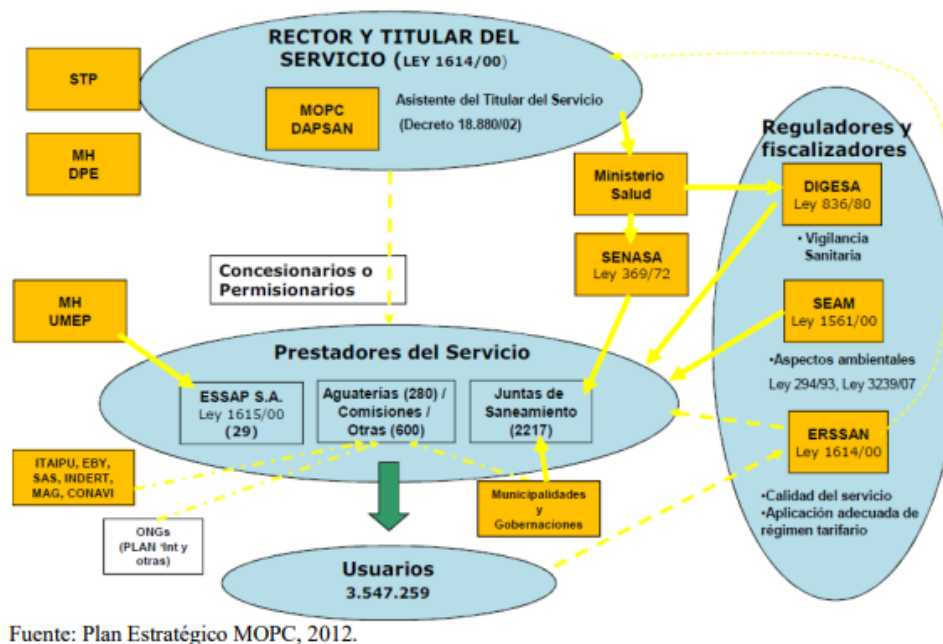 RECTOR Y TITULAR DEL
SERVICIO (LEY 1614/00)
STP
MOPC
DAPSAN
Asistente del Titular del Servicio
(Decreto 18.880/02)
MH
DPE
Reguladores y
fiscalizadores
Ministerio
Salud
DIGESA
Ley 836/80
• Vigilancia
Sanitaria
SENASA
Ley 369/72
Concesionarios o
Permisionarios
MH
UMEP
SEAM
Ley 1561/00
•Aspectos ambientales
Ley 294/93, Ley 3239/07
Prestadores del Servicio
ESSAP S.A.
Ley 1615/00
(29)
Aguaterías (280) /
Comisiones /
Otras (600)
Juntas de
Saneamiento
(2217)
ERSSAN
Ley 1614/00
•Calidad del servicio
•Aplicación adecuada de
régimen tarifario
ITAIPU, EBY,
SAS, INDERT,
MAG, CONAVI
ONGs
(PLAN 'Int y
otras)
Municipalidades
y
Gobernaciones
Usuarios
3.547.259
Fuente: Plan Estratégico MOPC, 2012.